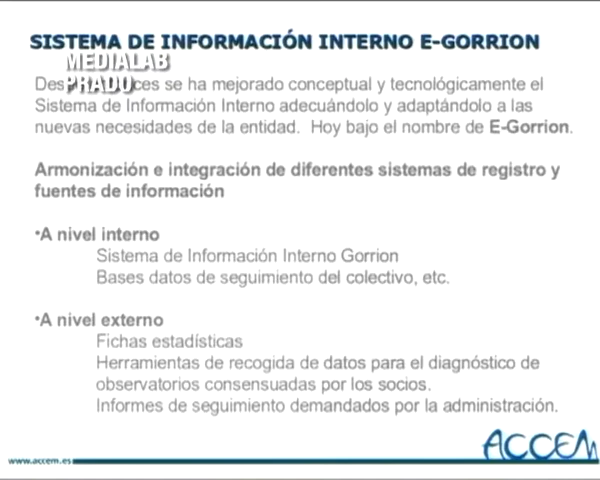 SISTEMA DE INFORMACIÓN INTERNO E-GORRION
MEDIALAB
PRADO
se ha mejorado conceptual y tecnológicamente el
Sistema de Información Interno adecuándolo y adaptándolo a las
nuevas necesidades de la entidad. Hoy bajo el nombre de E-Gorrion.
Armonización e integración de diferentes sistemas de registro y
fuentes de información
•A nivel interno
Sistema de Información Interno Gorrion
Bases datos de seguimiento del colectivo, etc.
•A nivel externo
Fichas estadísticas
Herramientas de recogida de datos para el diagnóstico de
observatorios consensuadas por los socios.
Informes de seguimiento demandados por la administración.
ACCEM
www.accem.es